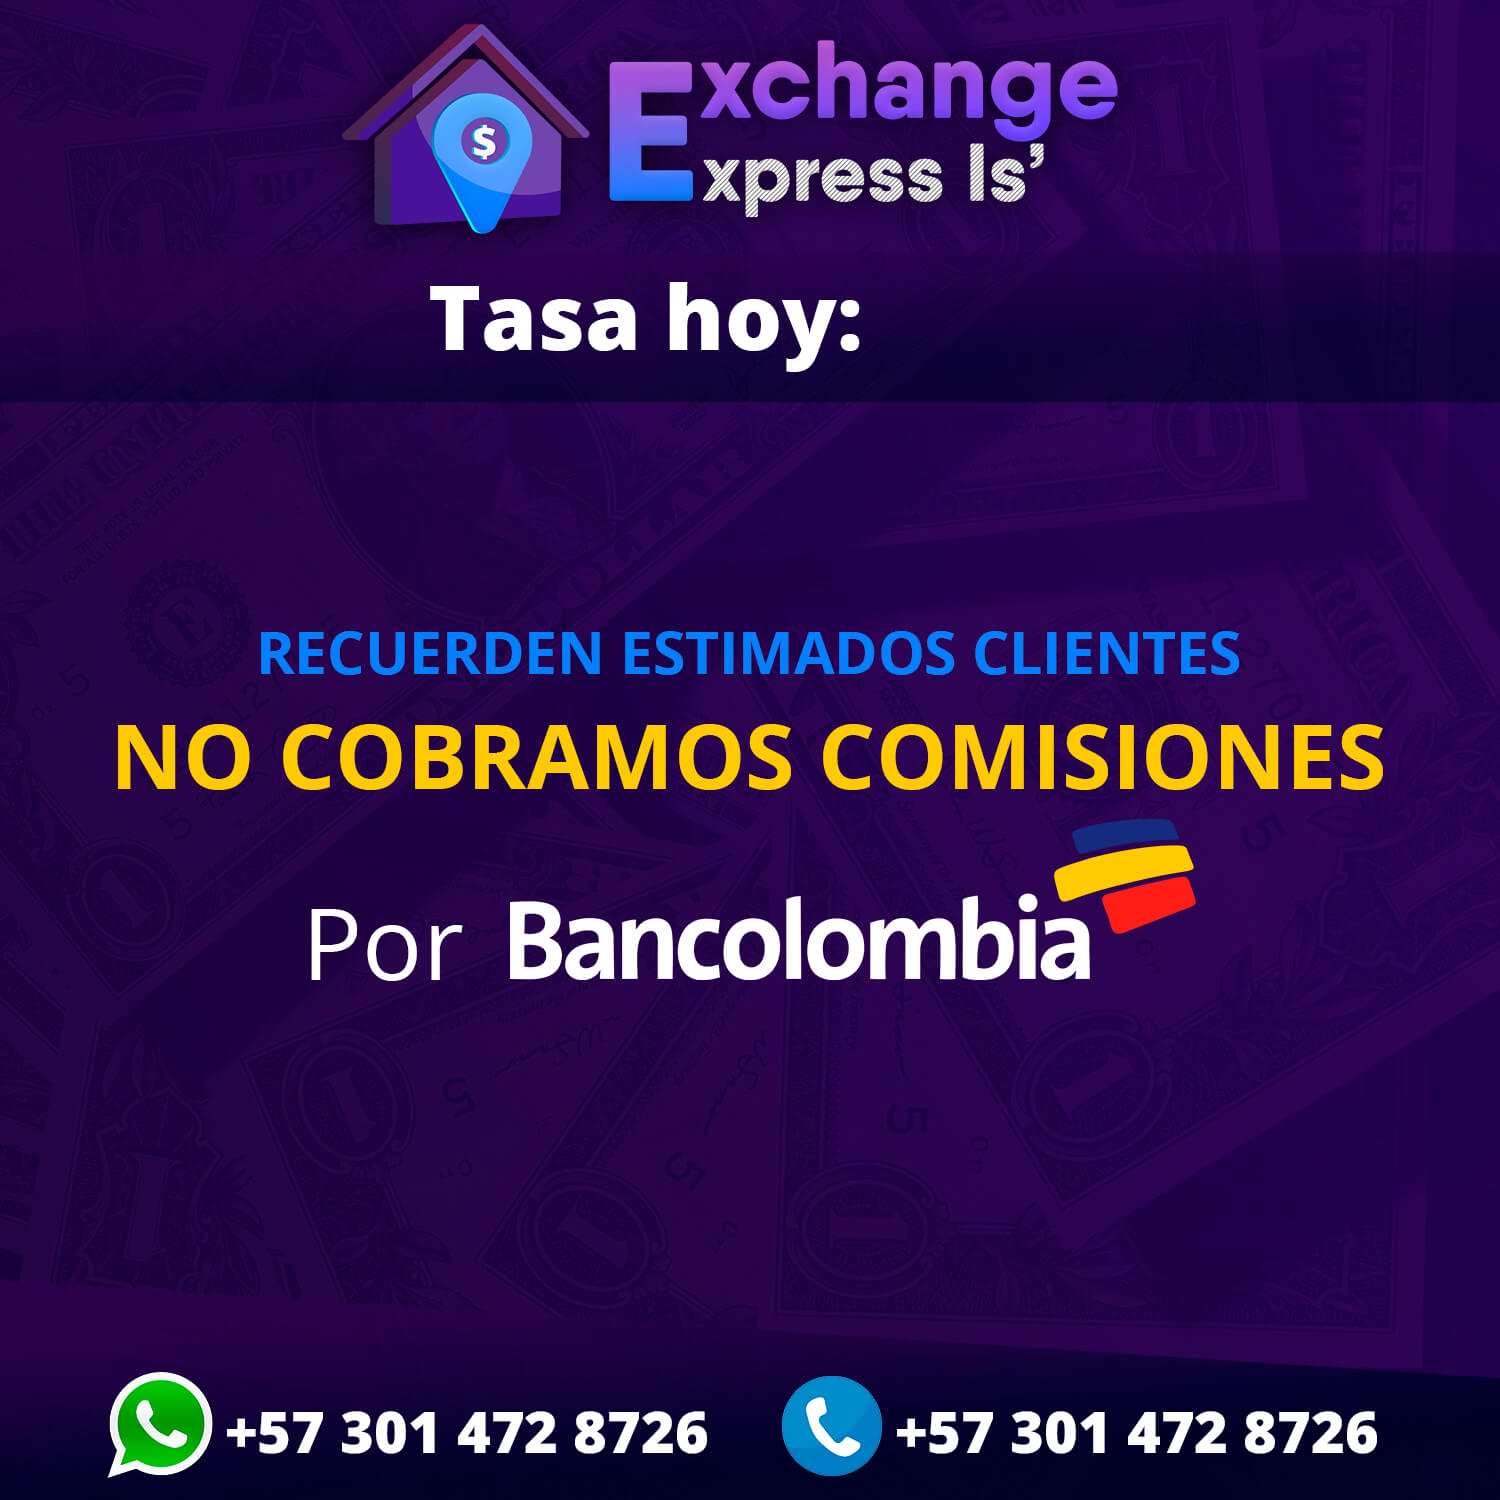 $
Exchange
Express Is’
Tasa hoy:
RECUERDEN ESTIMADOS CLIENTES
NO COBRAMOS COMISIONES
Por Bancolombia
+57 301 472 8726
+57 301 472 8726